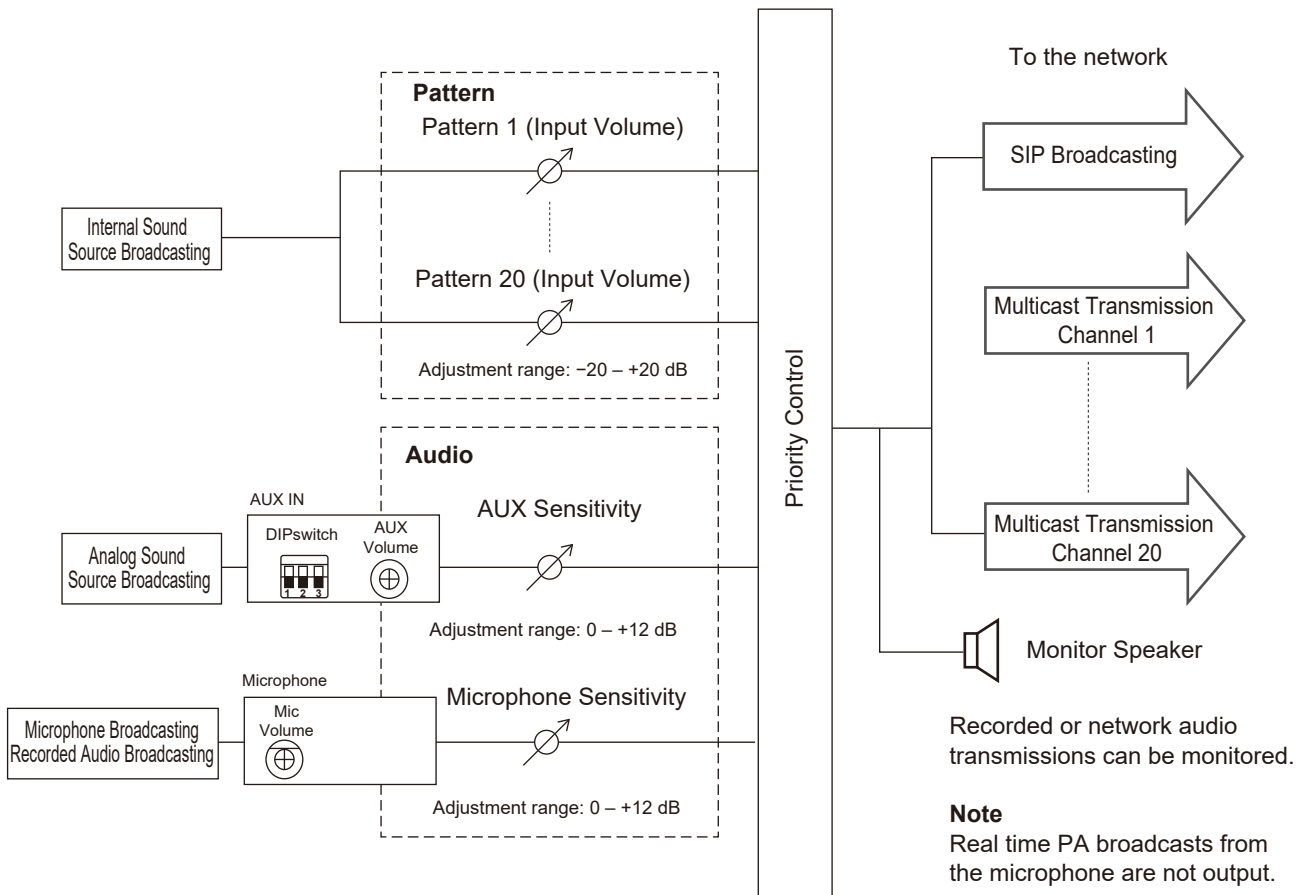 Pattern
Pattern 1 (Input Volume)
Internal Sound
Source Broadcasting
Pattern 20 (Input Volume)
Adjustment range: −20 – +20 dB
Audio
AUX IN
DIPswitch
1 2 3
AUX
Volume
AUX Sensitivity
Analog Sound
Source Broadcasting
Adjustment range: 0 – +12 dB
Microphone
Mic
Volume
Microphone Sensitivity
Microphone Broadcasting
Recorded Audio Broadcasting
Adjustment range: 0 – +12 dB
Priority Control
To the network
SIP Broadcasting
Multicast Transmission
Channel 1
Multicast Transmission
Channel 20
Monitor Speaker
Recorded or network audio
transmissions can be monitored.
Note
Real time PA broadcasts from
the microphone are not output.